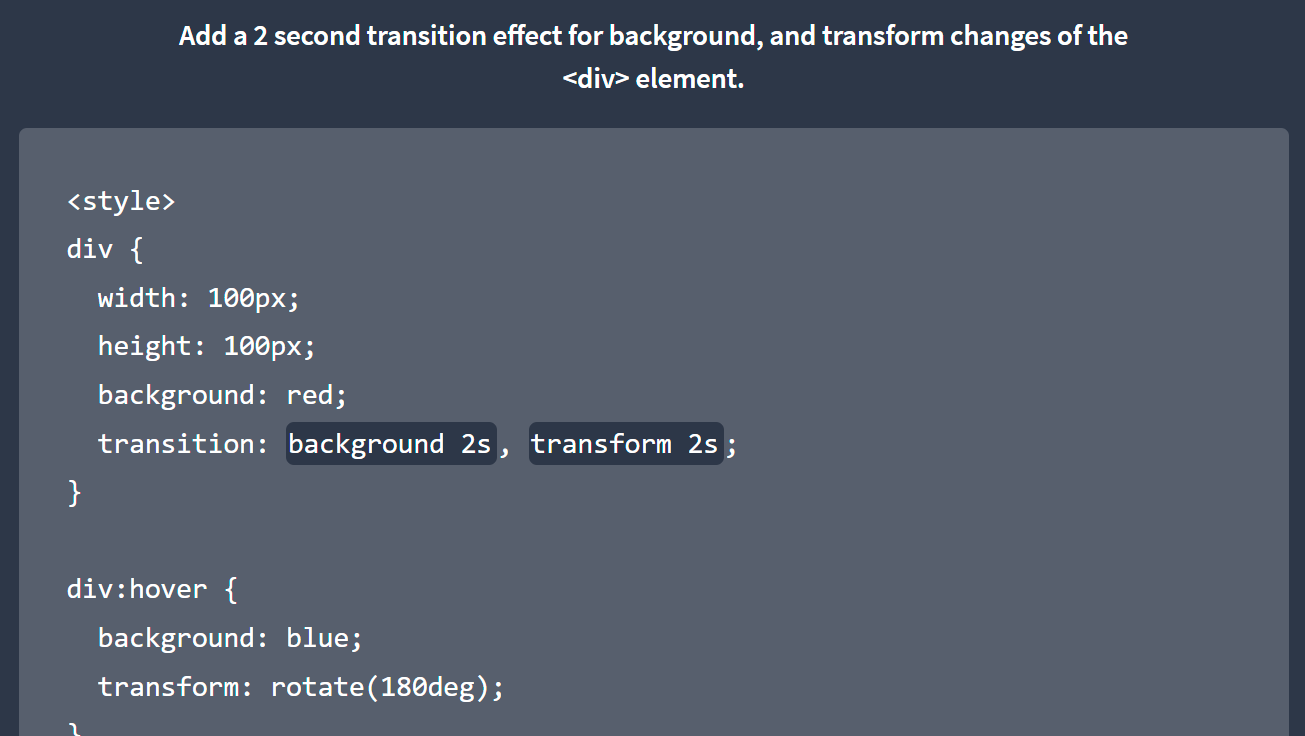 Add a 2 second transition effect for background, and transform changes of the
<div> element.
<style>
div {
  width: 100px;
  height: 100px;
  background: red;
  transition: background 2s, transform 2s;
}

div:hover {
  background: blue;
  transform: rotate(180deg);
}